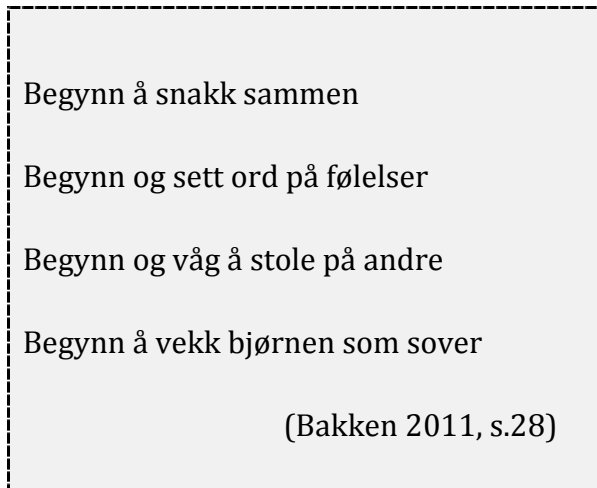 Begynn å snakk sammen
Begynn og sett ord på følelser
Begynn og våg å stole på andre
Begynn å vekk bjørnen som sover
(Bakken 2011, s.28)